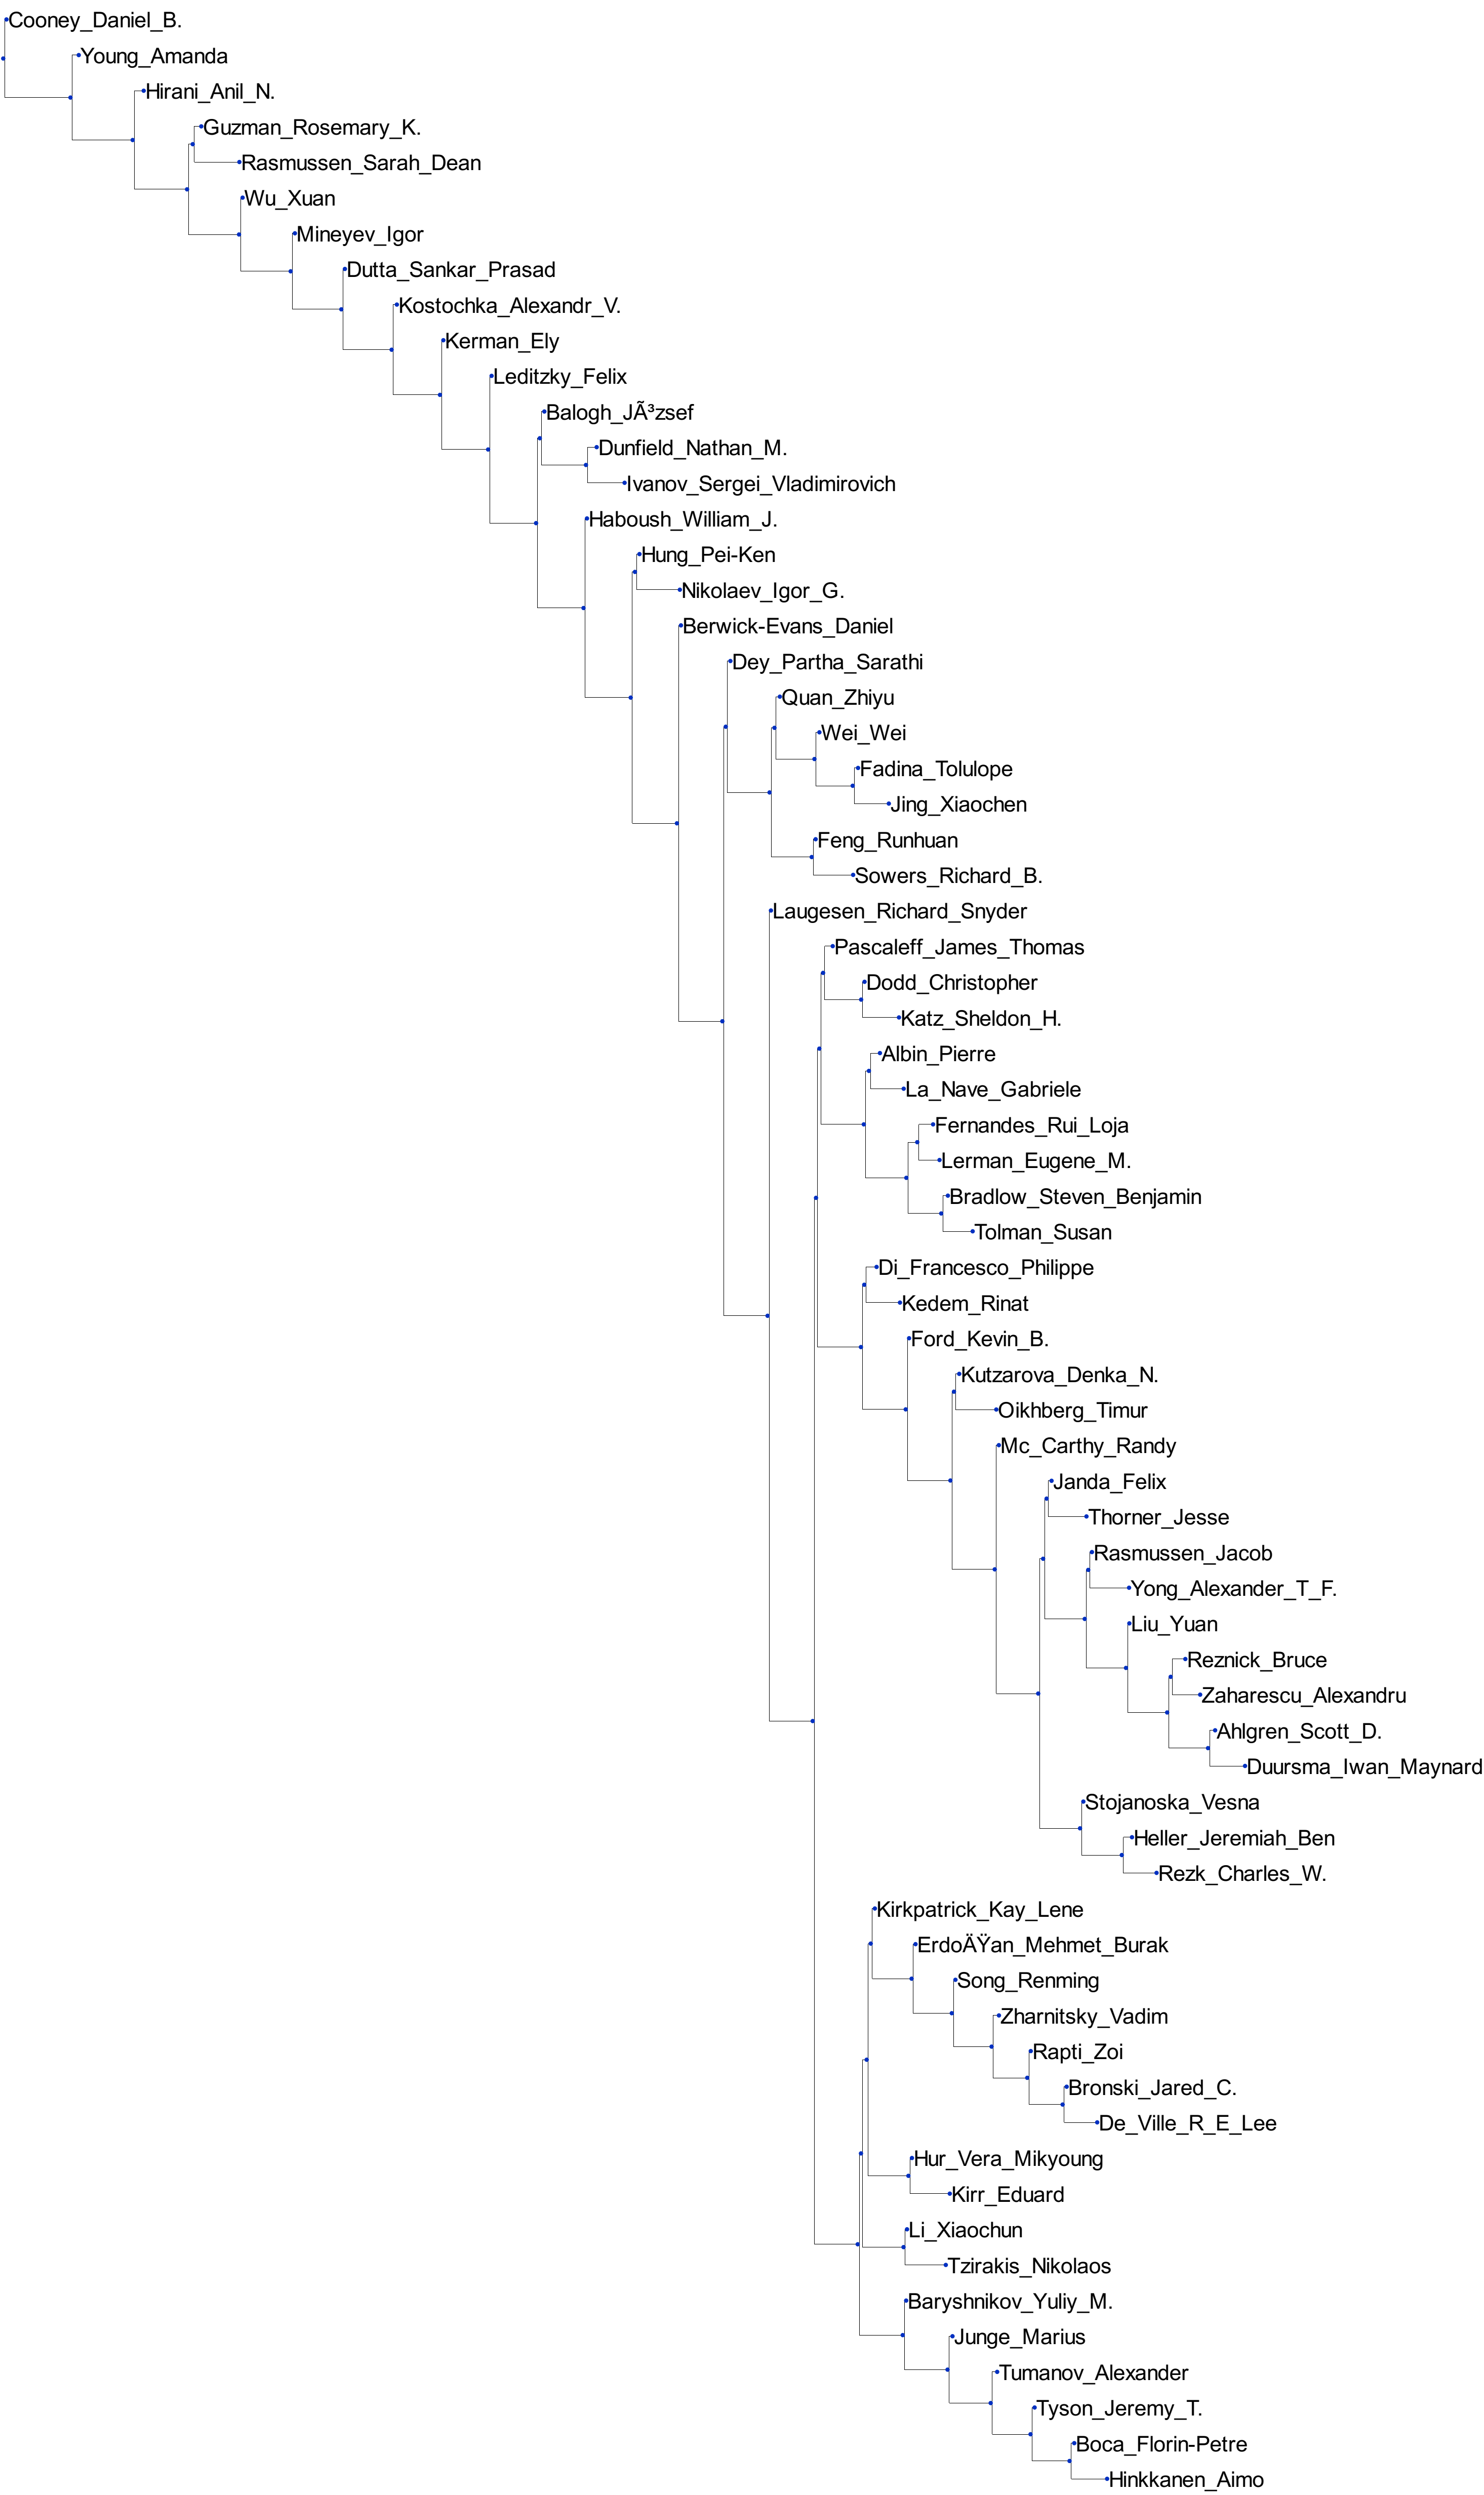 Cooney_Daniel_B.
Young_Amanda
Hirani_Anil_N.
Guzman_Rosemary_K.
Rasmussen_Sarah_Dean
Wu_Xuan
Mineyev_Igor
Dutta_Sankar_Prasad
Kostochka_Alexandr_V.
Kerman_Ely
Leditzky_Felix
Balogh_JÃ³zsef
Dunfield_Nathan_M.
Ivanov_Sergei_Vladimirovich
Haboush_William_J.
Hung_Pei-Ken
Nikolaev_Igor_G.
Berwick-Evans_Daniel
Dey_Partha_Sarathi
Quan_Zhiyu
Wei_Wei
Fadina_Tolulope
Jing_Xiaochen
Feng_Runhuan
Sowers_Richard_B.
Laugesen_Richard_Snyder
Pascaleff_James_Thomas
Dodd_Christopher
Katz_Sheldon_H.
Albin_Pierre
La_Nave_Gabriele
Fernandes_Rui_Loja
Lerman_Eugene_M.
Bradlow_Steven_Benjamin
Tolman_Susan
Di_Francesco_Philippe
Kedem_Rinat
Ford_Kevin_B.
Kutzarova_Denka_N.
Oikhberg_Timur
Mc_Carthy_Randy
Janda_Felix
Thorner_Jesse
Rasmussen_Jacob
Yong_Alexander_T_F.
Liu_Yuan
Reznick_Bruce
Zaharescu_Alexandru
Ahlgren_Scott_D.
Duursma_Iwan_Maynard
Stojanoska_Vesna
Heller_Jeremiah_Ben
Rezk_Charles_W.
Kirkpatrick_Kay_Lene
ErdoÄŸan_Mehmet_Burak
Song_Renming
Zharnitsky_Vadim
Rapti_Zoi
Bronski_Jared_C.
De_Ville_R_E_Lee
Hur_Vera_Mikyoung
Kirr_Eduard
Li_Xiaochun
Tzirakis_Nikolaos
Baryshnikov_Yuliy_M.
Junge_Marius
Tumanov_Alexander
Tyson_Jeremy_T.
Boca_Florin-Petre
Hinkkanen_Aimo